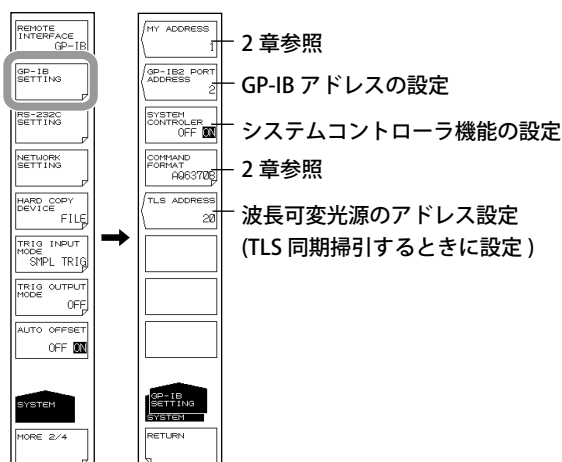 REMOTE
INTERFACE
GP-IB
GP-IB
SETTING
RS-232C
SETTING
NETWORK
SETTING
HARD COPY
DEVICE
FILE
TRIG INPUT
MODE
SMPL TRIG
TRIG OUTPUT
MODE
OFF
AUTO OFFSET
OFF ON
SYSTEM
MORE 2/4
MY ADDRESS
1
2 章参照
GP-IB2 PORT
ADDRESS
2
GP-IB アドレスの設定
SYSTEM
CONTROLER
OFF ON
システムコントローラ機能の設定
COMMAND
FORMAT
AQ6370B
2 章参照
TLS ADDRESS
20
波長可変光源のアドレス設定
(TLS 同期掃引するときに設定 )
GP-IB
SETTING
SYSTEM
RETURN